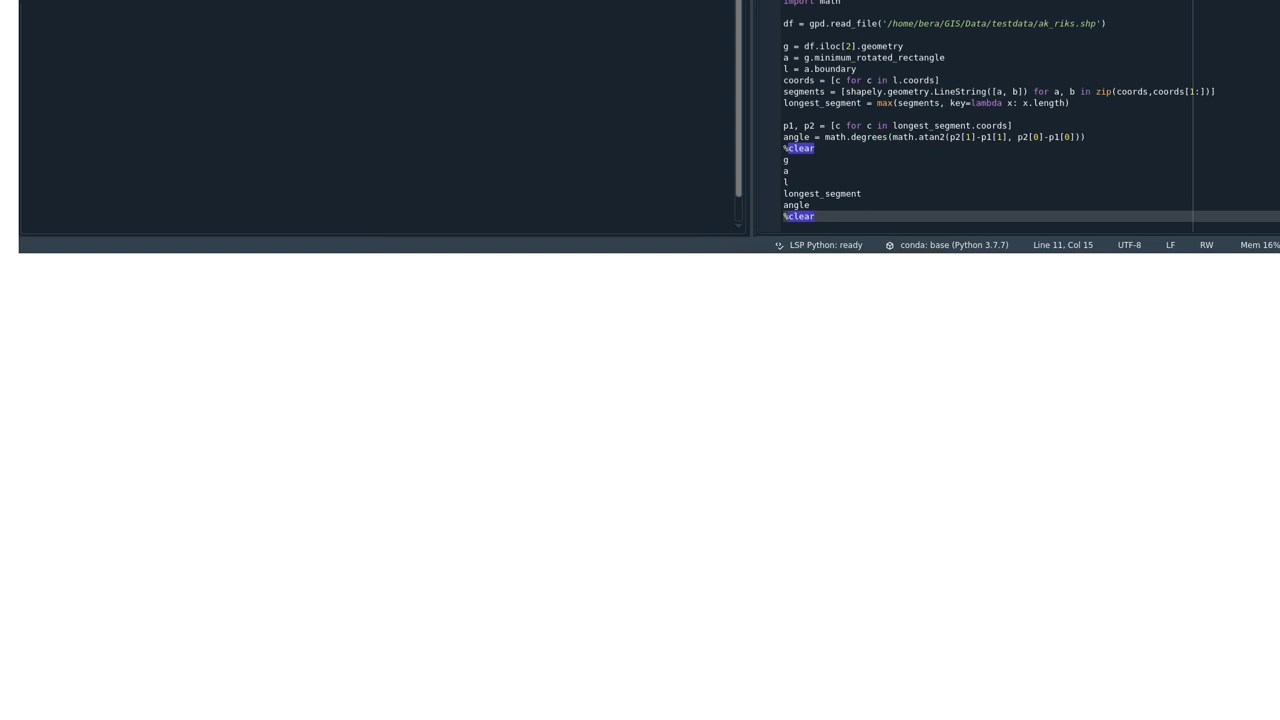 import math
df = gpd.read_file('/home/bera/GIS/Data/testdata/ak_riks.shp')
g = df.iloc[2].geometry
a = g.minimum_rotated_rectangle
l = a.boundary
coords = [c for c in l.coords]
segments = [shapely.geometry.LineString([a, b]) for a, b in zip(coords,coords[1:])]
longest_segment = max(segments, key=lambda x: x.length)
p1, p2 = [c for c in longest_segment.coords]
angle = math.degrees(math.atan2(p2[1]-p1[1], p2[0]-p1[0]))
%clear
g
a
l
longest_segment
angle
%clear
LSP Python: ready conda: base (Python 3.7.7) Line 11, Col 15 UTF-8 LF RW Mem 16%